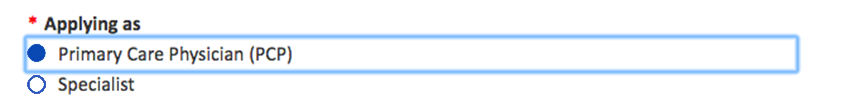 * Applying as
Primary Care Physician (PCP)
Specialist